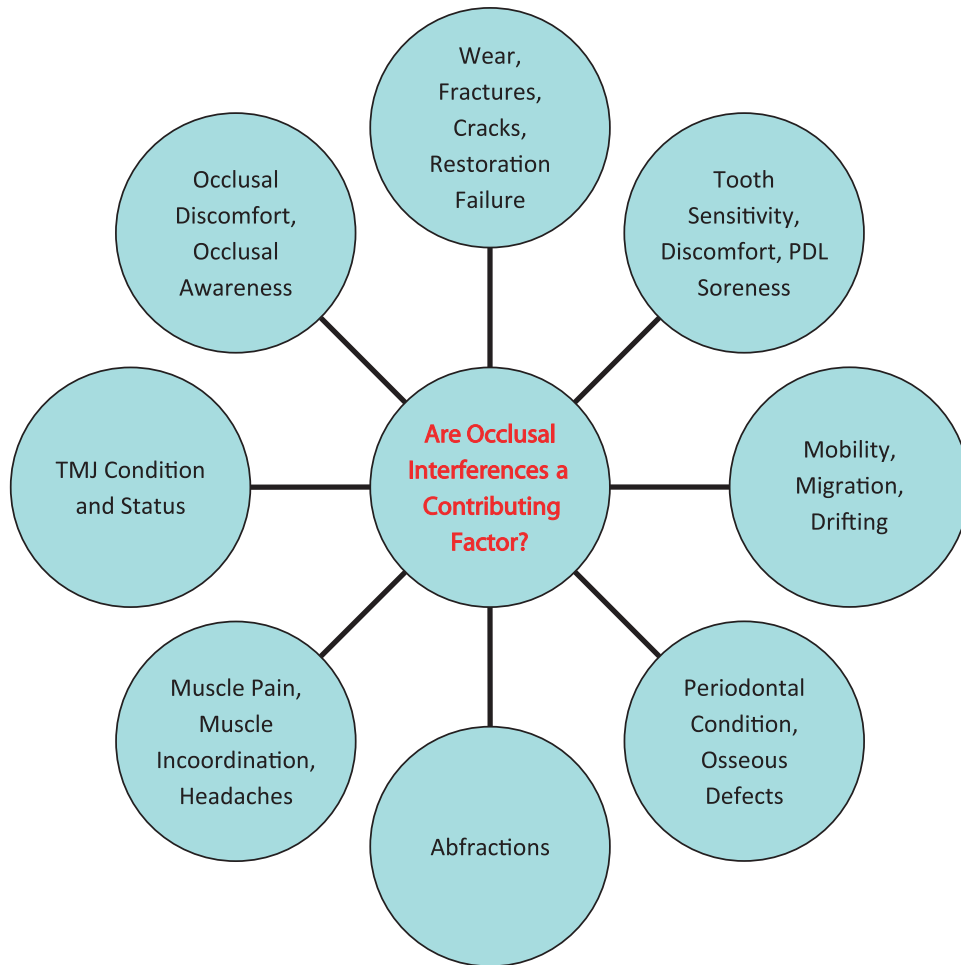 Wear,
Fractures,
Cracks,
Restoration
Failure
Tooth
Sensitivity,
Discomfort, PDL
Soreness
Mobility,
Migration,
Drifting
Periodontal
Condition,
Osseous
Defects
Abfractions
Muscle Pain,
Muscle
Incoordination,
Headaches
TMJ Condition
and Status
Occlusal
Discomfort,
Occlusal
Awareness
Are Occlusal
Interferences a
Contributing
Factor?